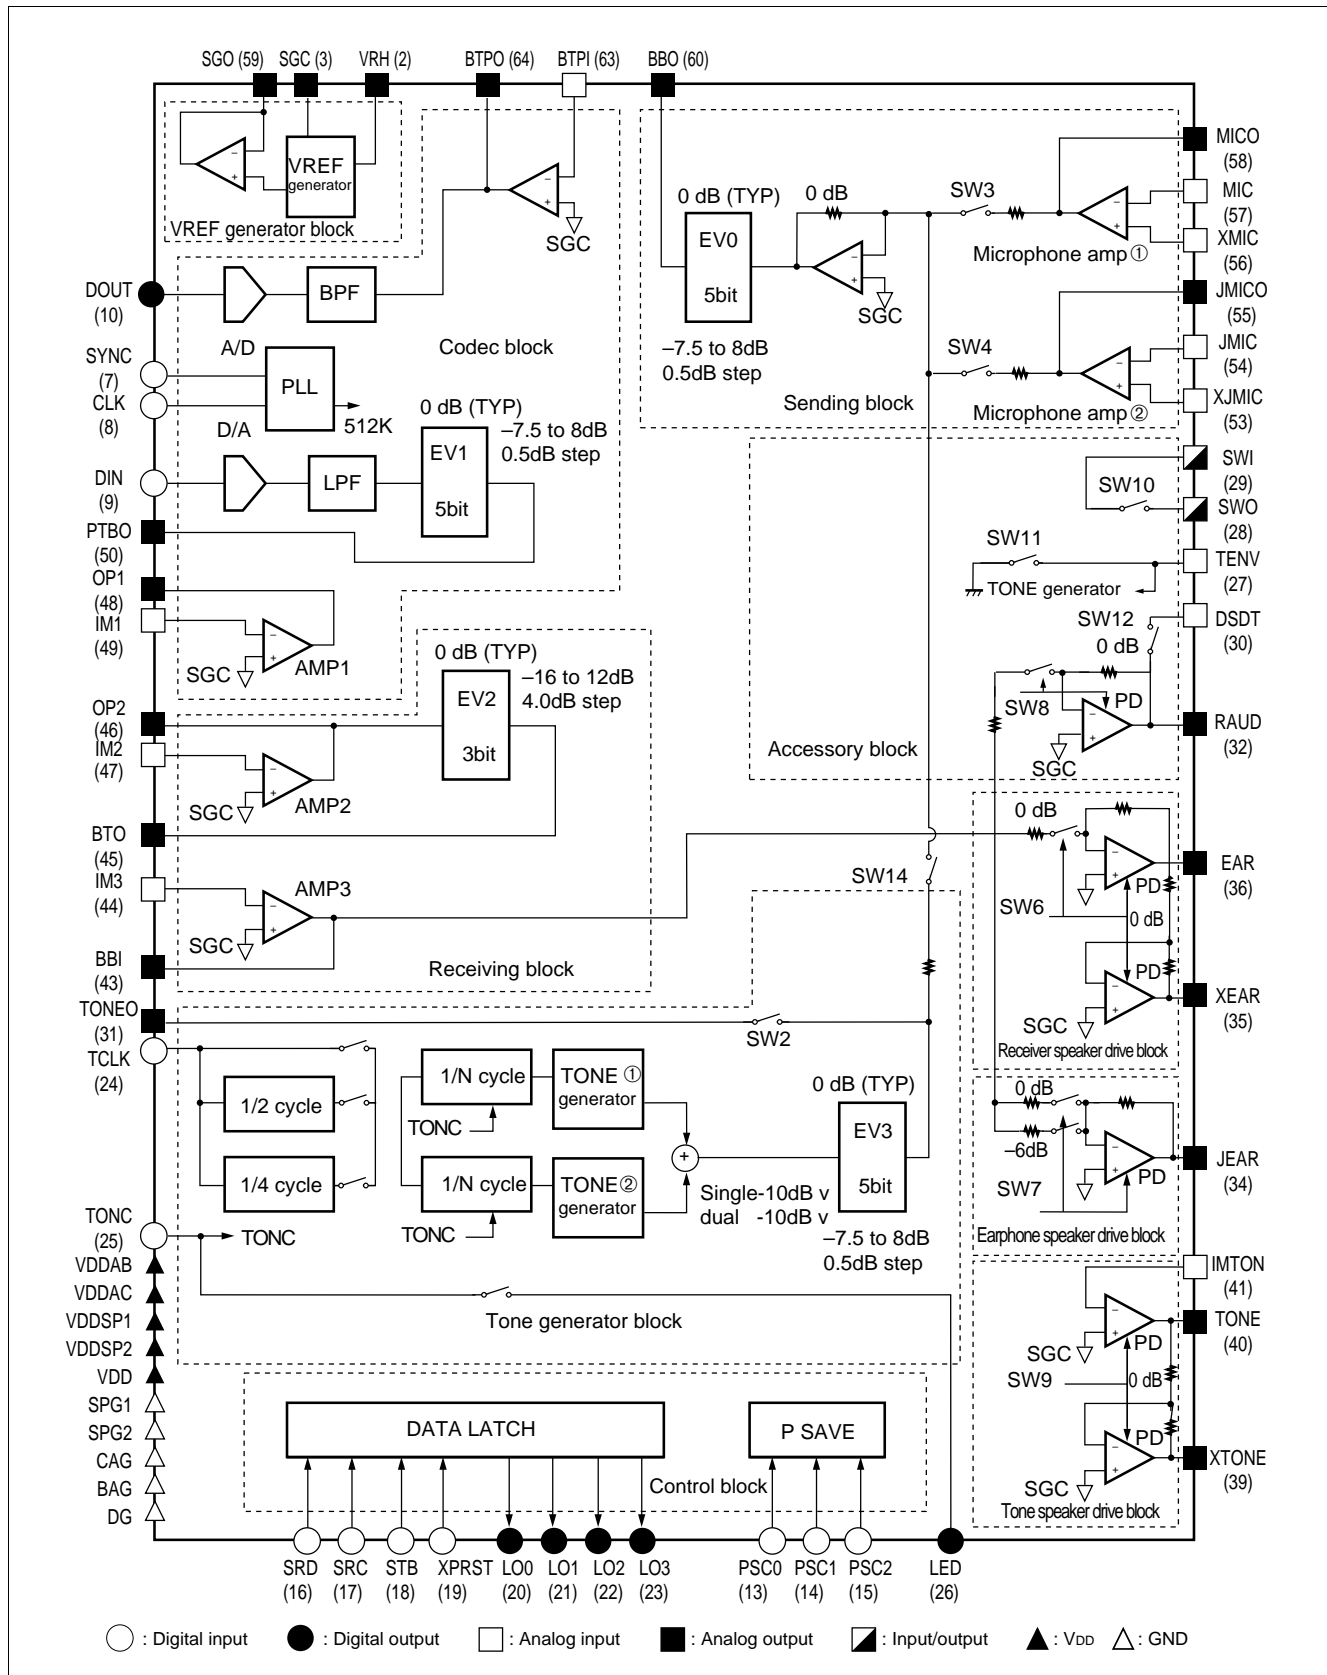 SGO (59) SGC (3) VRH (2) BTPO (64) BTPI (63) BBO (60)
VREF
generator
VREF generator block
SGC
0 dB (TYP)
EV0
5bit
–7.5 to 8dB
0.5dB step
0 dB
SGC
SW3
Microphone amp ①
SW4
Microphone amp ②
Sending block
MICO
(58)
MIC
(57)
XMIC
(56)
JMICO
(55)
JMIC
(54)
XJMIC
(53)
DOUT
(10)
A/D
BPF
Codec block
SYNC
(7)
CLK
(8)
PLL
512K
D/A
DIN
(9)
LPF
0 dB (TYP)
–7.5 to 8dB
0.5dB step
EV1
5bit
PTBO
(50)
OP1
(48)
IM1
(49)
SGC
AMP1
SWI
(29)
SW10
SWO
(28)
SW11
TENV
(27)
TONE generator
SW12
DSDT
(30)
0 dB
SW8
PD
SGC
RAUD
(32)
Accessory block
0 dB (TYP)
–16 to 12dB
4.0dB step
EV2
3bit
OP2
(46)
IM2
(47)
SGC
AMP2
BTO
(45)
IM3
(44)
AMP3
SGC
BBI
(43)
Receiving block
SW14
0 dB
EAR
(36)
PD
SW6
0 dB
PD
SGC
XEAR
(35)
Receiver speaker drive block
TONEO
(31)
SW2
TCLK
(24)
1/2 cycle
1/4 cycle
1/N cycle
TONC
TONE ①
generator
1/N cycle
TONC
TONE ②
generator
+
0 dB (TYP)
EV3
5bit
Single-10dB v
dual -10dB v
–7.5 to 8dB
0.5dB step
0 dB
–6dB
SW7
PD
JEAR
(34)
Earphone speaker drive block
TONC
(25)
TONC
Tone generator block
VDDAB
VDDAC
VDDSP1
VDDSP2
VDD
SPG1
SPG2
CAG
BAG
DG
IMTON
(41)
TONE
(40)
SGC
PD
SW9
0 dB
PD
SGC
XTONE
(39)
Tone speaker drive block
DATA LATCH
P SAVE
Control block
SRD
(16)
SRC
(17)
STB
(18)
XPRST
(19)
LO0
(20)
LO1
(21)
LO2
(22)
LO3
(23)
PSC0
(13)
PSC1
(14)
PSC2
(15)
LED
(26)
: Digital input : Digital output : Analog input : Analog output : Input/output : VDD : GND